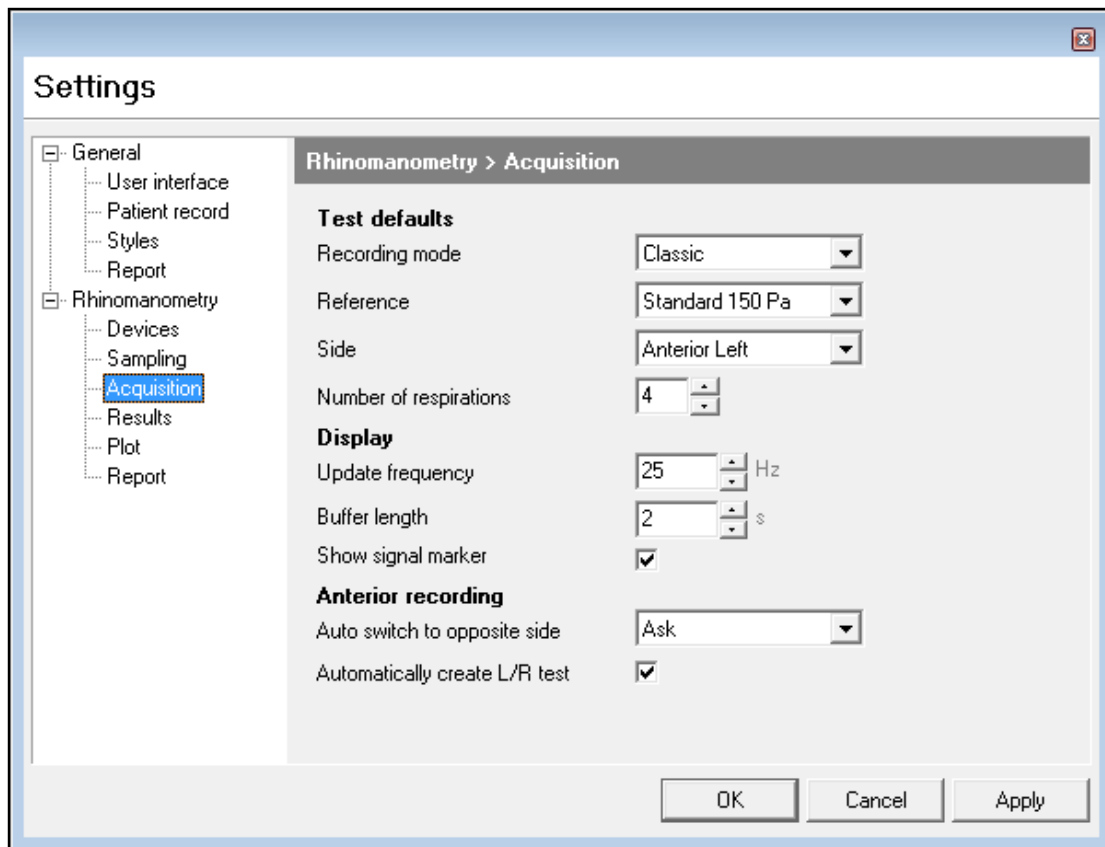 Settings
General
User interface
Patient record
Styles
Report
Rhinomanometry
Devices
Sampling
Acquisition
Results
Plot
Report
Rhinomanometry > Acquisition
Test defaults
Recording mode Classic
Reference Standard 150 Pa
Side Anterior Left
Number of respirations 4
Display
Update frequency 25 Hz
Buffer length 2 s
Show signal marker
Anterior recording
Auto switch to opposite side Ask
Automatically create L/R test
OK Cancel Apply